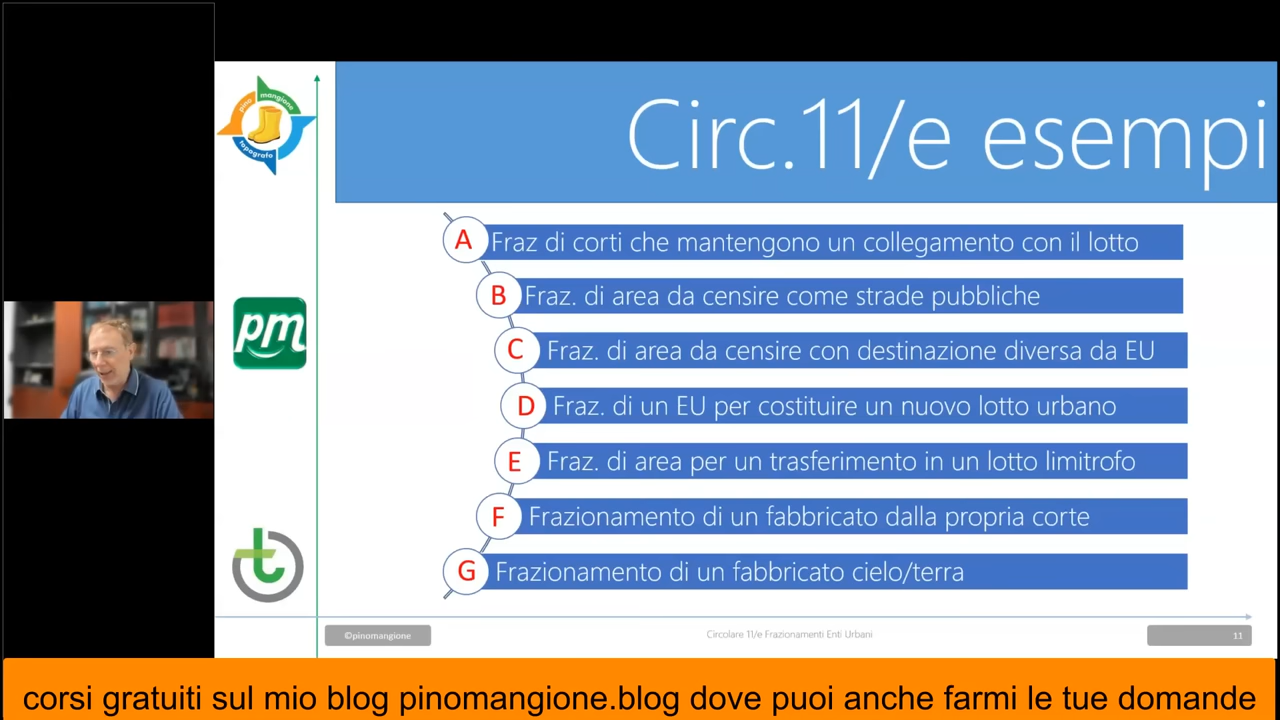 Circ.11/e esempi
pino
mangione
topografo
A Fraz di corti che mantengono un collegamento con il lotto
B Fraz. di area da censire come strade pubbliche
C Fraz. di area da censire con destinazione diversa da EU
pm
D Fraz. di un EU per costituire un nuovo lotto urbano
E Fraz. di area per un trasferimento in un lotto limitrofo
F Frazionamento di un fabbricato dalla propria corte
G Frazionamento di un fabbricato cielo/terra
t
©pinomangione
Circolare 11/e Frazionamenti Enti Urbani
11
corsi gratuiti sul mio blog pinomangione.blog dove puoi anche farmi le tue domande